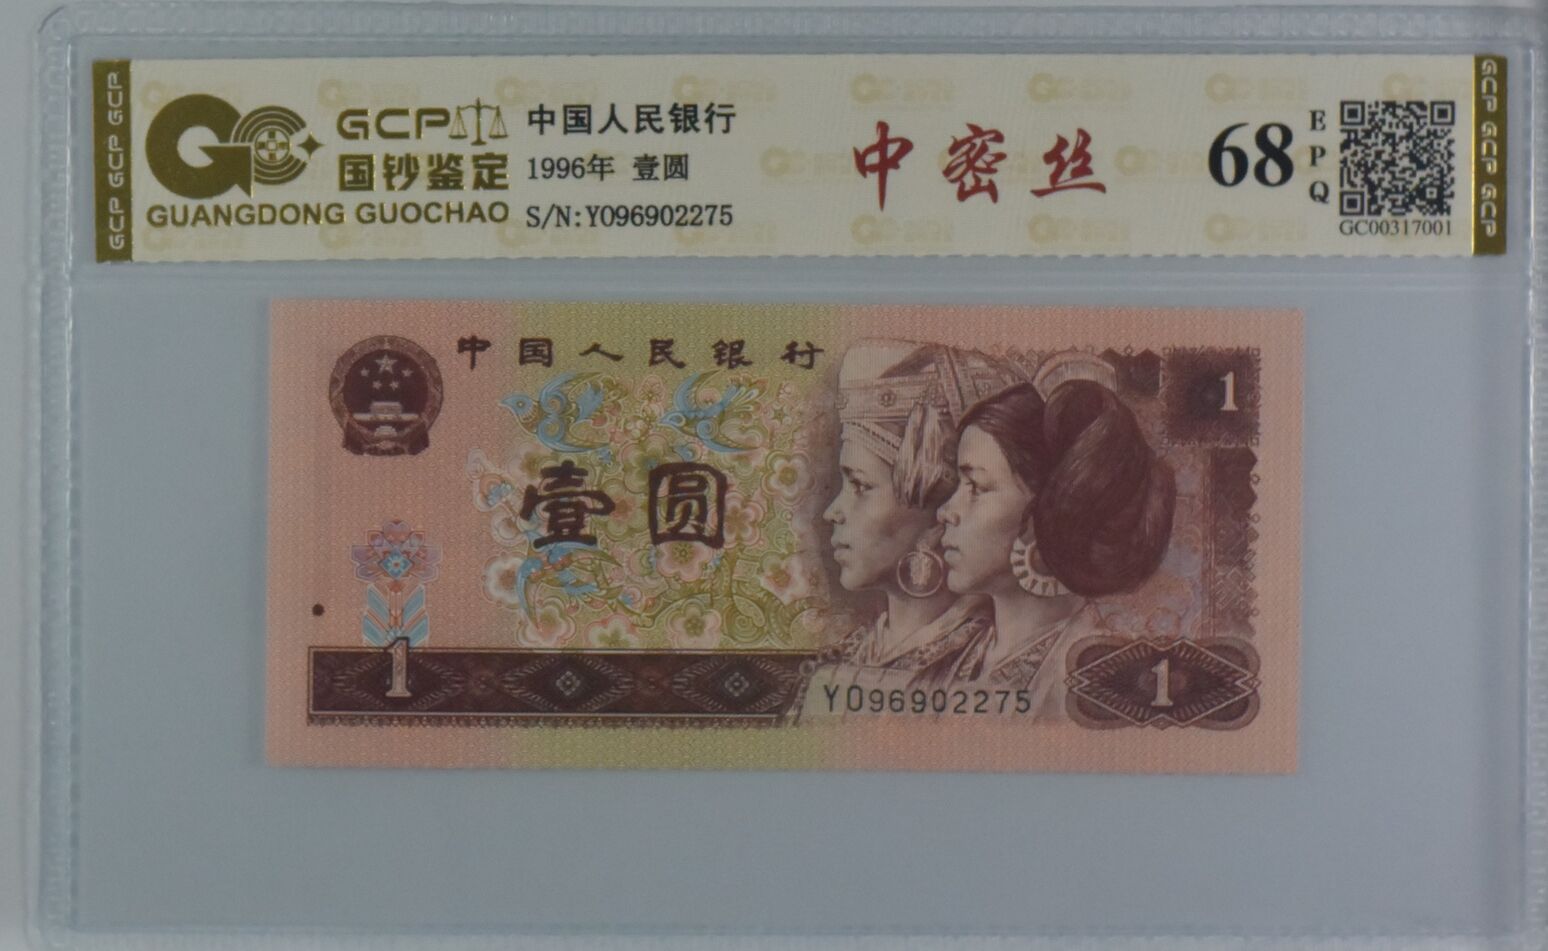 GCP GCP GCP
GC
GCP
国钞鉴定
GUANGDONG GUOCHAO
中国人民银行
1996年 壹圆
S/N:Y096902275
中密丝
68
EPQ
GC00317001
GCP GCP GCP
中国人民银行
1
壹圆
1
Y096902275
1